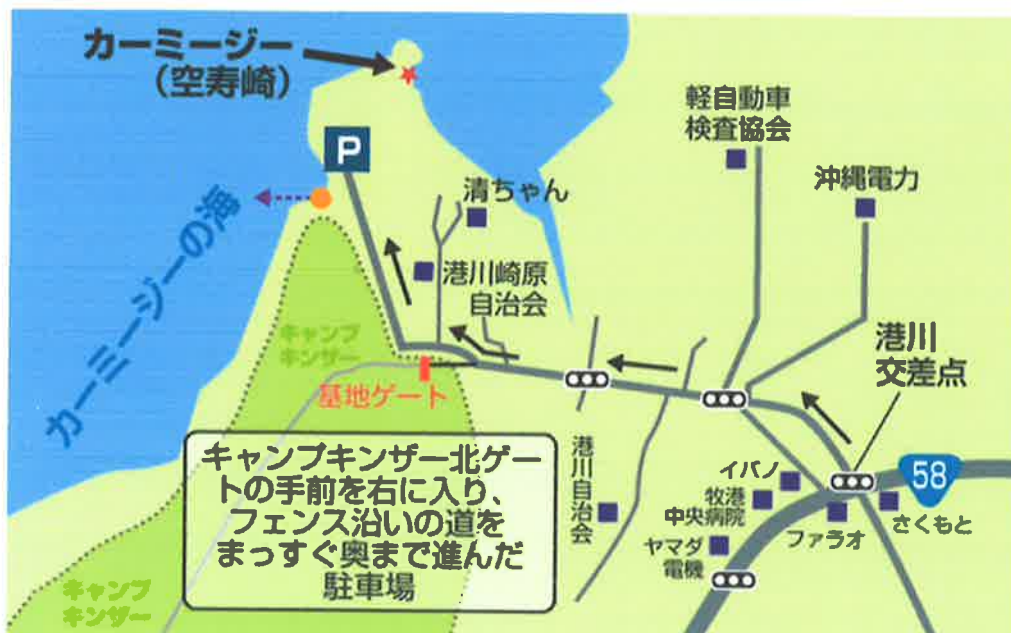 カーミージー
(空寿崎)
P
軽自動車
検査協会
沖縄電力
清ちゃん
カーミージーの海
港川崎原
自治会
キャンプ
キンザー
基地ゲート
港川
交差点
キャンプキンザー北ゲー
トの手前を右に入り、
フェンス沿いの道を
まっすぐ奥まで進んだ
駐車場
港川自治会
イバノ
牧港
中央病院
ヤマダ
電機
ファラオ
さくもと
58
キャンプ
キンザー